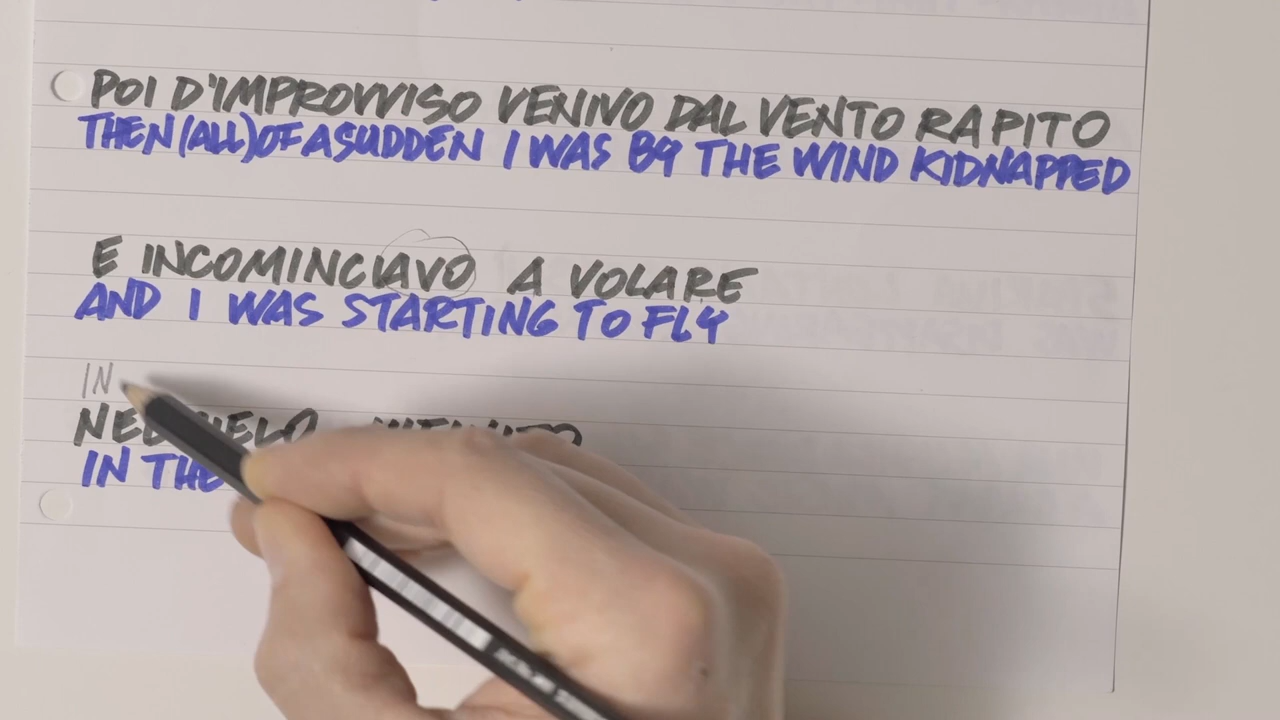 POI D'IMPROVVISO VENIVO DAL VENTO RAPITO
THEN (ALL) OF A SUDDEN I WAS BY THE WIND KIDNAPPED
E INCOMINCIAVO A VOLARE
AND I WAS STARTING TO FLY
IN
IN THE